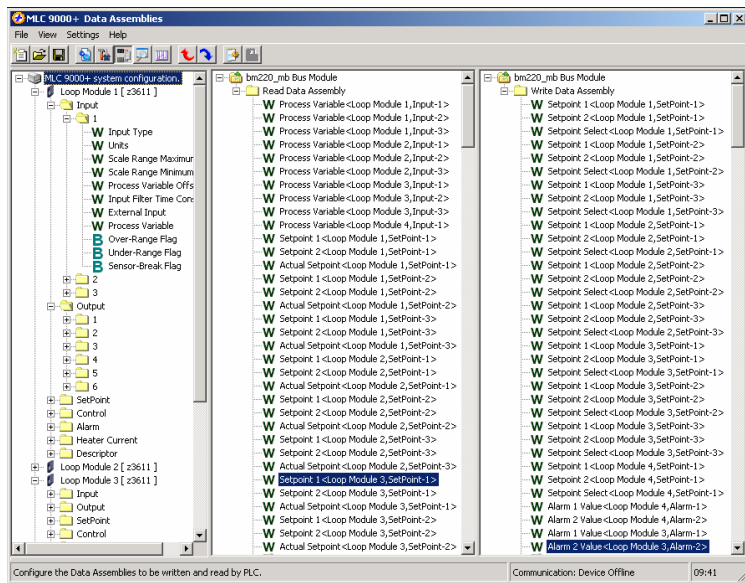 MLC 9000+ Data Assemblies
File View Settings Help
MLC 9000+ system configuration.
Loop Module 1 [ z3611 ]
Input
1
W Input Type
W Units
W Scale Range Maximur
W Scale Range Minimum
W Process Variable Offs
W Input Filter Time Con
W External Input
W Process Variable
B Over-Range Flag
B Under-Range Flag
B Sensor-Break Flag
2
3
Output
1
2
3
4
5
6
SetPoint
Control
Alarm
Heater Current
Descriptor
Loop Module 2 [ z3611 ]
Loop Module 3 [ z3611 ]
Input
Output
SetPoint
Control
bm220_mb Bus Module
Read Data Assembly
W Process Variable<Loop Module 1,Input-1>
W Process Variable<Loop Module 1,Input-2>
W Process Variable<Loop Module 1,Input-3>
W Process Variable<Loop Module 2,Input-1>
W Process Variable<Loop Module 2,Input-2>
W Process Variable<Loop Module 2,Input-3>
W Process Variable<Loop Module 3,Input-1>
W Process Variable<Loop Module 3,Input-2>
W Process Variable<Loop Module 3,Input-3>
W Process Variable<Loop Module 4,Input-1>
W Setpoint 1<Loop Module 1,SetPoint-1>
W Setpoint 2<Loop Module 1,SetPoint-1>
W Actual Setpoint<Loop Module 1,SetPoint-1>
W Setpoint 1<Loop Module 1,SetPoint-2>
W Setpoint 2<Loop Module 1,SetPoint-2>
W Actual Setpoint<Loop Module 1,SetPoint-2>
W Setpoint 1<Loop Module 1,SetPoint-3>
W Setpoint 2<Loop Module 1,SetPoint-3>
W Actual Setpoint<Loop Module 1,SetPoint-3>
W Setpoint 1<Loop Module 2,SetPoint-1>
W Setpoint 2<Loop Module 2,SetPoint-1>
W Actual Setpoint<Loop Module 2,SetPoint-1>
W Setpoint 1<Loop Module 2,SetPoint-2>
W Setpoint 2<Loop Module 2,SetPoint-2>
W Actual Setpoint<Loop Module 2,SetPoint-2>
W Setpoint 1<Loop Module 2,SetPoint-3>
W Setpoint 2<Loop Module 2,SetPoint-3>
W Actual Setpoint<Loop Module 2,SetPoint-3>
W Setpoint 1<Loop Module 3,SetPoint-1>
W Setpoint 2<Loop Module 3,SetPoint-1>
W Actual Setpoint<Loop Module 3,SetPoint-1>
W Setpoint 1<Loop Module 3,SetPoint-2>
W Setpoint 2<Loop Module 3,SetPoint-2>
W Actual Setpoint<Loop Module 3,SetPoint-2>
bm220_mb Bus Module
Write Data Assembly
W Setpoint 1<Loop Module 1,SetPoint-1>
W Setpoint 2<Loop Module 1,SetPoint-1>
W Setpoint Select<Loop Module 1,SetPoint-1>
W Setpoint 1<Loop Module 1,SetPoint-2>
W Setpoint 2<Loop Module 1,SetPoint-2>
W Setpoint Select<Loop Module 1,SetPoint-2>
W Setpoint 1<Loop Module 1,SetPoint-3>
W Setpoint 2<Loop Module 1,SetPoint-3>
W Setpoint Select<Loop Module 1,SetPoint-3>
W Setpoint 1<Loop Module 2,SetPoint-1>
W Setpoint 2<Loop Module 2,SetPoint-1>
W Setpoint Select<Loop Module 2,SetPoint-1>
W Setpoint 1<Loop Module 2,SetPoint-2>
W Setpoint 2<Loop Module 2,SetPoint-2>
W Setpoint Select<Loop Module 2,SetPoint-2>
W Setpoint 1<Loop Module 2,SetPoint-3>
W Setpoint 2<Loop Module 2,SetPoint-3>
W Setpoint Select<Loop Module 2,SetPoint-3>
W Setpoint 1<Loop Module 3,SetPoint-1>
W Setpoint 2<Loop Module 3,SetPoint-1>
W Setpoint Select<Loop Module 3,SetPoint-1>
W Setpoint 1<Loop Module 3,SetPoint-2>
W Setpoint 2<Loop Module 3,SetPoint-2>
W Setpoint Select<Loop Module 3,SetPoint-2>
W Setpoint 1<Loop Module 3,SetPoint-3>
W Setpoint 2<Loop Module 3,SetPoint-3>
W Setpoint Select<Loop Module 3,SetPoint-3>
W Setpoint 1<Loop Module 4,SetPoint-1>
W Setpoint 2<Loop Module 4,SetPoint-1>
W Setpoint Select<Loop Module 4,SetPoint-1>
W Alarm 1 Value<Loop Module 4,Alarm-1>
W Alarm 2 Value<Loop Module 4,Alarm-2>
W Alarm 1 Value<Loop Module 3,Alarm-1>
W Alarm 2 Value<Loop Module 3,Alarm-2>
Configure the Data Assemblies to be written and read by PLC.
Communication: Device Offline
09:41